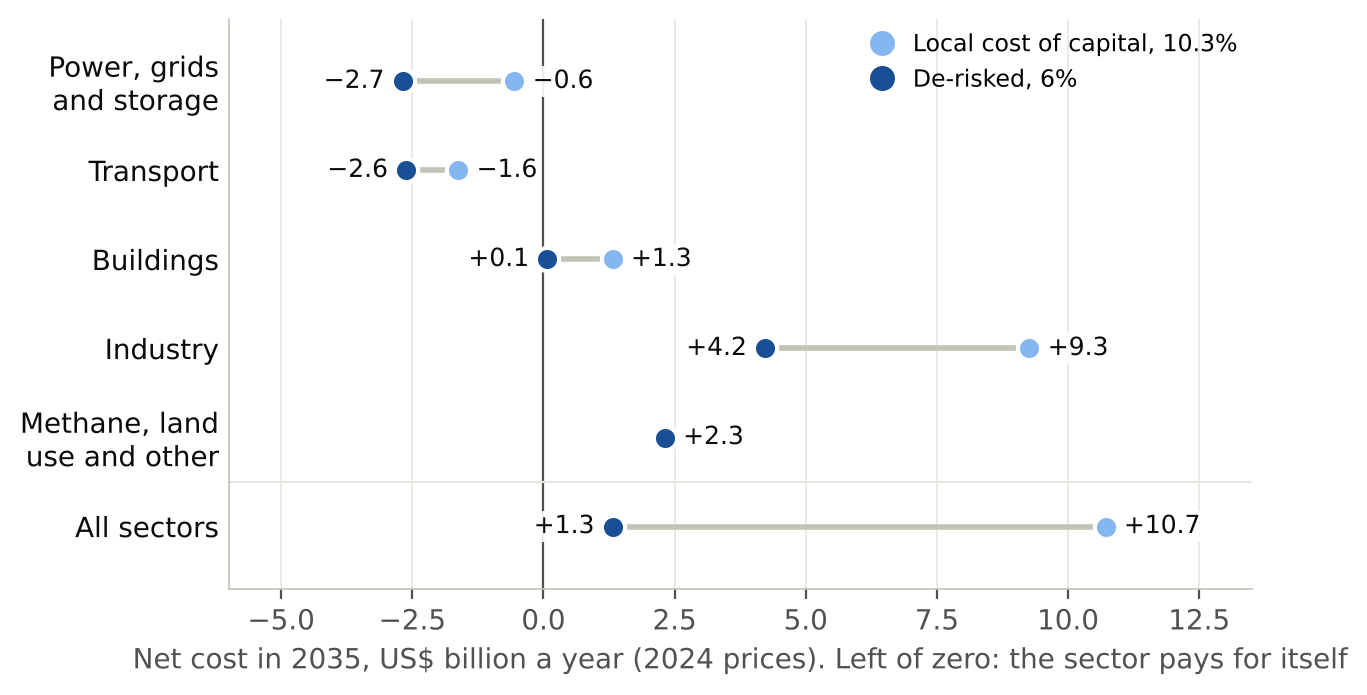 Local cost of capital, 10.3%
De-risked, 6%
Power, grids
and storage
−2.7
−0.6
Transport
−2.6
−1.6
Buildings
+0.1
+1.3
Industry
+4.2
+9.3
Methane, land
use and other
+2.3
All sectors
+1.3
+10.7
−5.0 −2.5 0.0 2.5 5.0 7.5 10.0 12.5
Net cost in 2035, US$ billion a year (2024 prices). Left of zero: the sector pays for itself